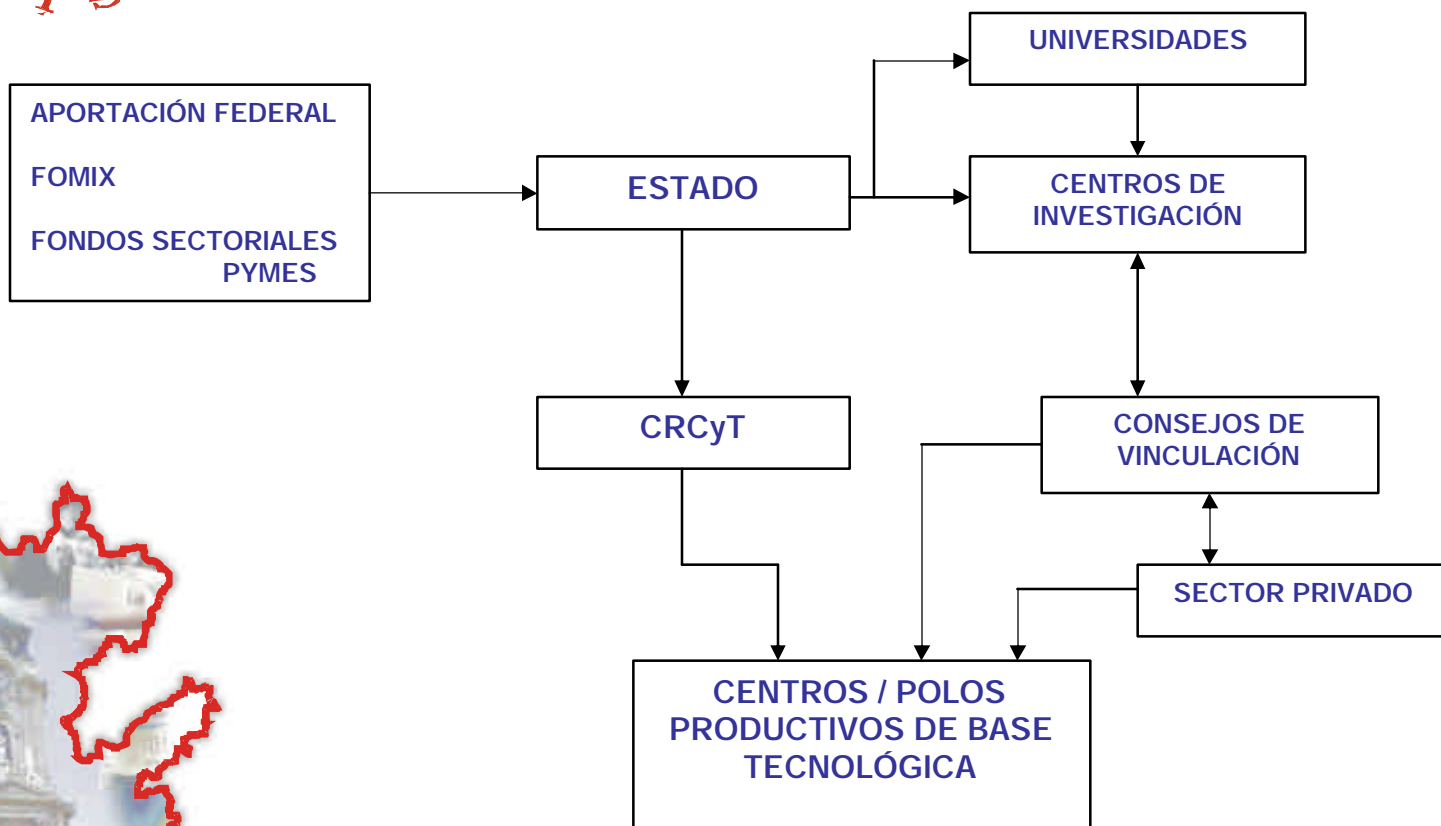 APORTACIÓN FEDERAL
FOMIX
FONDOS SECTORIALES
PYMES
ESTADO
UNIVERSIDADES
CENTROS DE
INVESTIGACIÓN
CRCyT
CONSEJOS DE
VINCULACIÓN
SECTOR PRIVADO
CENTROS / POLOS
PRODUCTIVOS DE BASE
TECNOLÓGICA